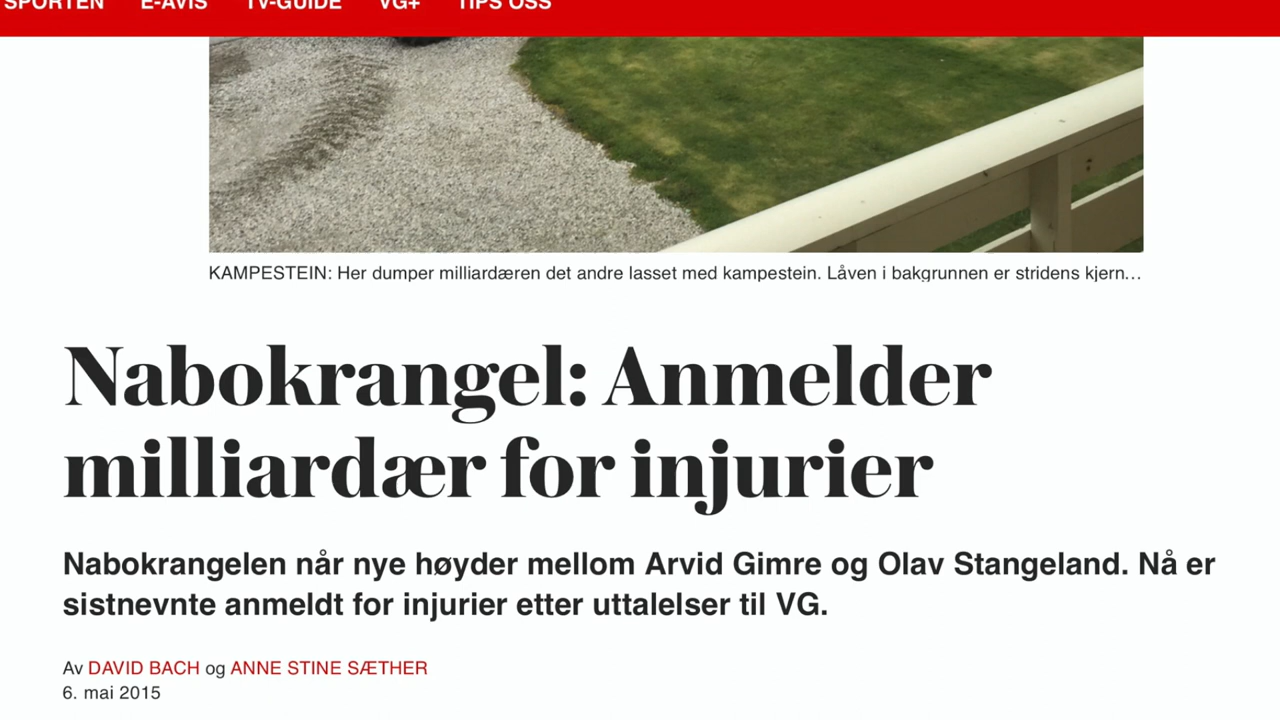 SPORTEN E-AVIS TV-GUIDE VG+ TIPS OSS
KAMPESTEIN: Her dumper milliardæren det andre lasset med kampestein. Låven i bakgrunnen er stridens kjern...
Nabokrangel: Anmelder
milliardær for injurier
Nabokrangelen når nye høyder mellom Arvid Gimre og Olav Stangeland. Nå er
sistnevnte anmeldt for injurier etter uttalelser til VG.
Av DAVID BACH og ANNE STINE SÆTHER
6. mai 2015